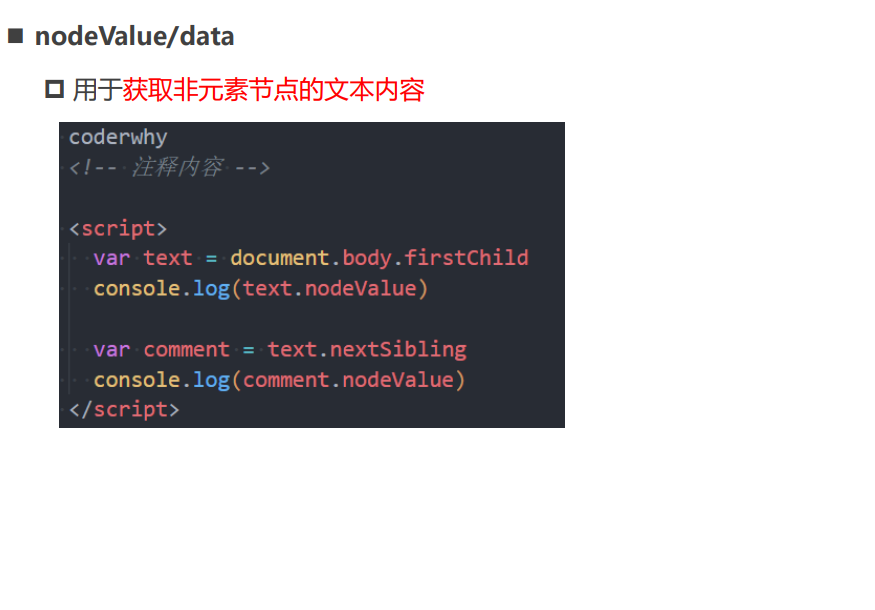 nodeValue/data
用于获取非元素节点的文本内容
coderwhy
<!-- 注释内容 -->
<script>
var text = document.body.firstChild
console.log(text.nodeValue)
var comment = text.nextSibling
console.log(comment.nodeValue)
</script>